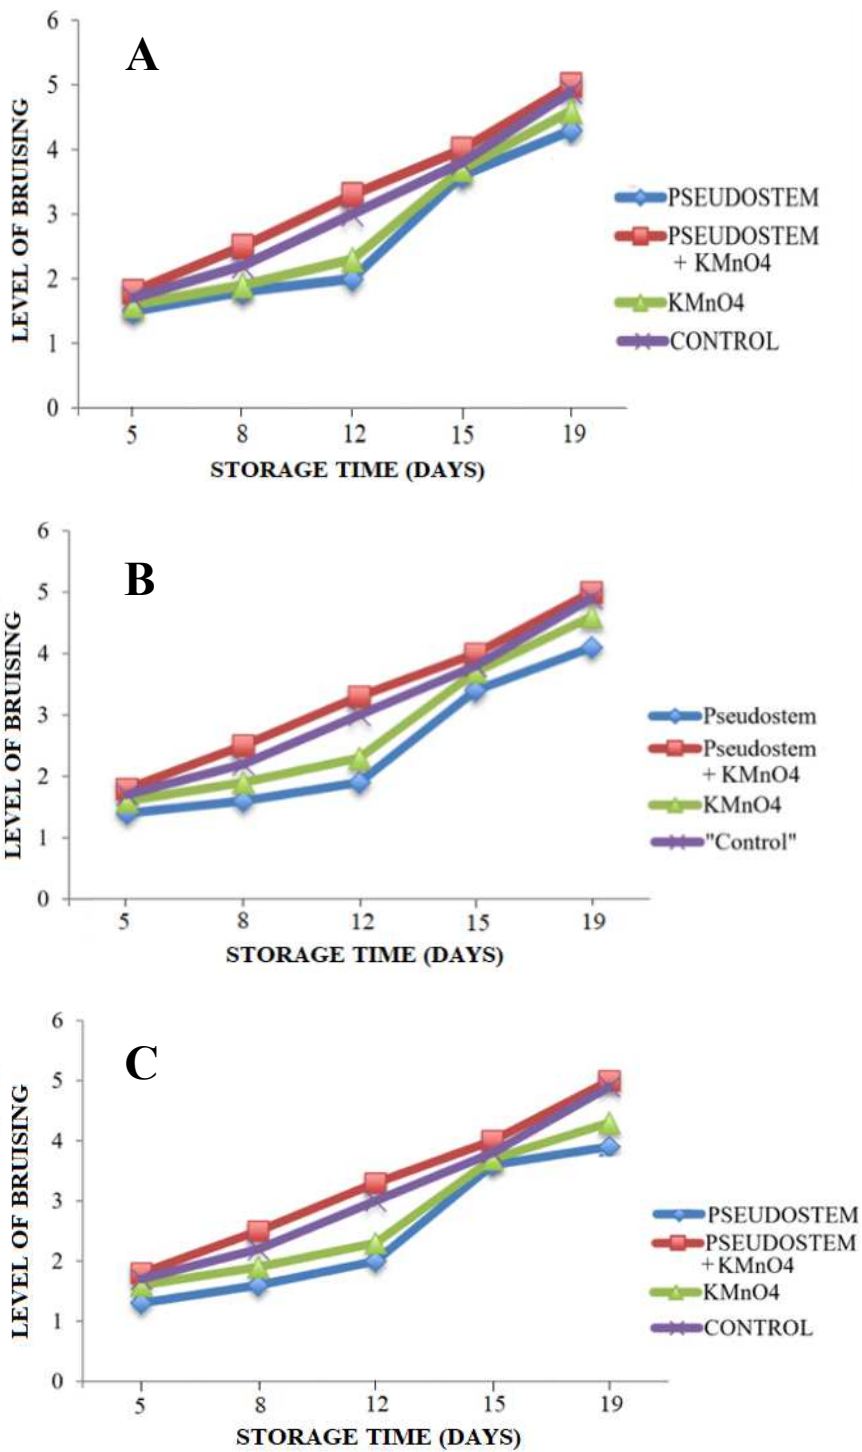 A
6
5
4
3
2
1
0
LEVEL OF BRUISING
5 8 12 15 19
STORAGE TIME (DAYS)
PSEUDOSTEM
PSEUDOSTEM
+ KMnO4
KMnO4
CONTROL
B
6
5
4
3
2
1
0
LEVEL OF BRUISING
5 8 12 15 19
STORAGE TIME (DAYS)
Pseudostem
Pseudostem
+ KMnO4
KMnO4
"Control"
C
6
5
4
3
2
1
0
LEVEL OF BRUISING
5 8 12 15 19
STORAGE TIME (DAYS)
PSEUDOSTEM
PSEUDOSTEM
+ KMnO4
KMnO4
CONTROL